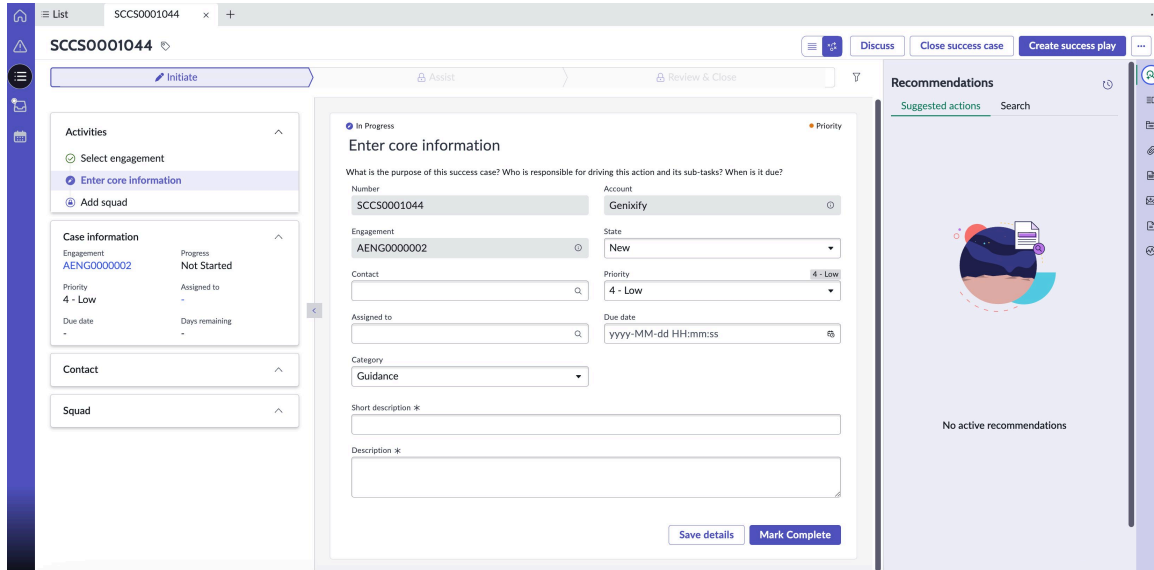 List
SCCS0001044
SCCS0001044
Discuss
Close success case
Create success play
Initiate
Assist
Review & Close
Activities
Select engagement
Enter core information
Add squad
Case information
Engagement Progress
AENG0000002 Not Started
Priority Assigned to
4 - Low -
Due date Days remaining
- -
Contact
Squad
In Progress
Priority
Enter core information
What is the purpose of this success case? Who is responsible for driving this action and its sub-tasks? When is it due?
Number Account
SCCS0001044 Genixify
Engagement State
AENG0000002 New
Contact Priority 4 - Low
4 - Low
Assigned to Due date
yyyy-MM-dd HH:mm:ss
Category
Guidance
Short description *
Description *
Save details Mark Complete
Recommendations
Suggested actions Search
No active recommendations